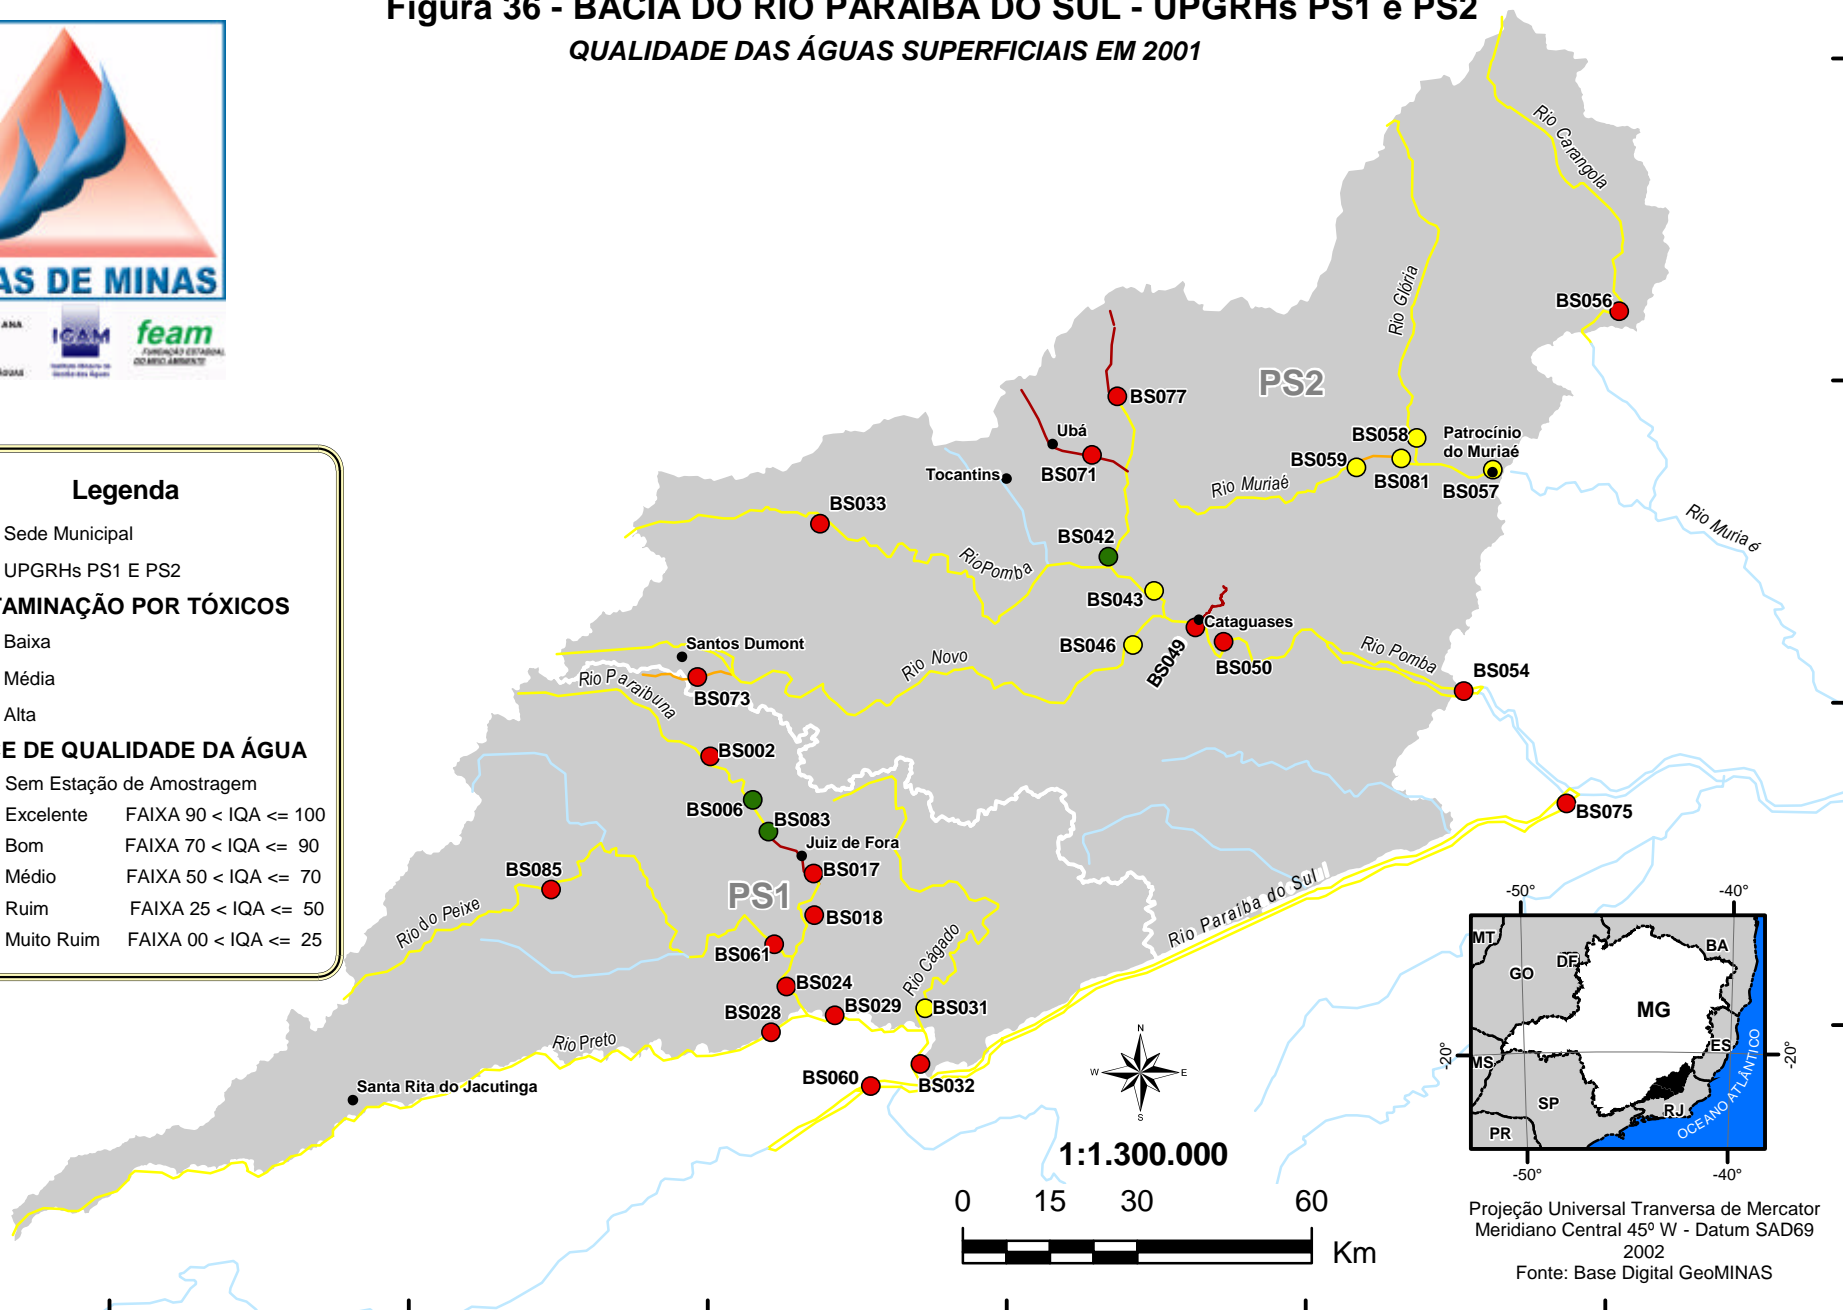 Figura 36 - BACIA DO RIO PARAÍBA DO SUL - UPGRHs PS1 e PS2
QUALIDADE DAS ÁGUAS SUPERFICIAIS EM 2001
AS DE MINAS
ANA
IGAM
feam
FUNDAÇÃO ESTADUAL
DO MEIO AMBIENTE
Legenda
Sede Municipal
UPGRHs PS1 E PS2
TAMINAÇÃO POR TÓXICOS
Baixa
Média
Alta
E DE QUALIDADE DA ÁGUA
Sem Estação de Amostragem
Excelente FAIXA 90 < IQA <= 100
Bom FAIXA 70 < IQA <= 90
Médio FAIXA 50 < IQA <= 70
Ruim FAIXA 25 < IQA <= 50
Muito Ruim FAIXA 00 < IQA <= 25
Rio Carangola
BS056
Rio Glória
PS2
BS077
Ubá
BS071
Tocantins
BS058
Patrocínio
do Muriaé
BS059
BS081
BS057
Rio Muriaé
Rio Muriaé
BS033
BS042
Rio Pomba
BS043
Cataguases
BS046
BS049
BS050
Rio Pomba
BS054
Santos Dumont
Rio Novo
Rio Paraibuna
BS073
BS002
BS006
BS083
Juiz de Fora
BS075
BS085
BS017
PS1
BS018
Rio do Peixe
Rio Paraíba do Sul
BS061
Rio Cágado
BS024
BS029
BS031
BS028
Rio Preto
BS060
BS032
Santa Rita do Jacutinga
N
W
E
S
1:1.300.000
0 15 30 60
Km
-50° -40°
MT
BA
GO
DF
MG
ES
-20°
-20°
MS
SP
RJ
PR
OCEANO ATLÂNTICO
-50° -40°
Projeção Universal Tranversa de Mercator
Meridiano Central 45º W - Datum SAD69
2002
Fonte: Base Digital GeoMINAS